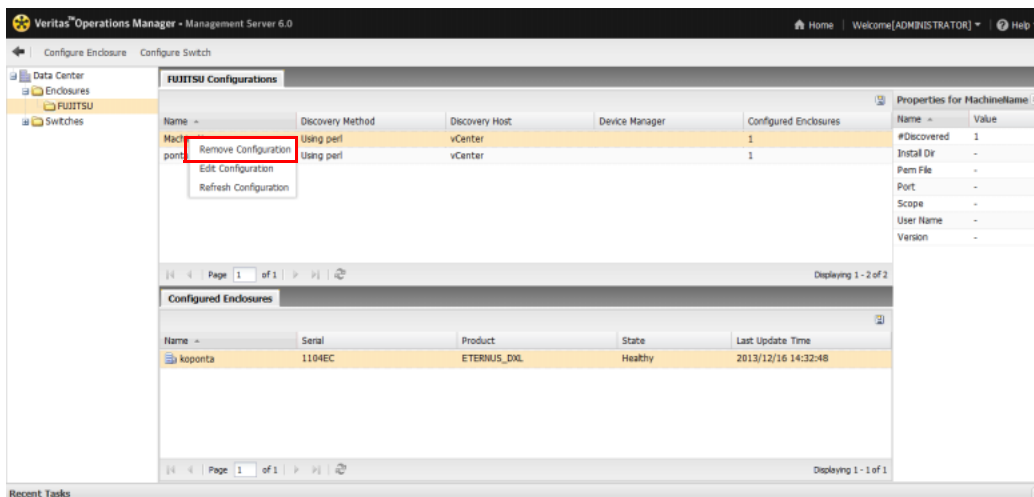 Veritas™Operations Manager - Management Server 6.0
Home Welcome[ADMINISTRATOR] Help
Configure Enclosure Configure Switch
Data Center
Enclosures
FUJITSU
Switches
FUJITSU Configurations
Name Discovery Method Discovery Host Device Manager Configured Enclosures
Using perl vCenter 1
pont Using perl vCenter 1
Remove Configuration
Edit Configuration
Refresh Configuration
Page 1 of 1 Displaying 1 - 2 of 2
Properties for MachineName
Name Value
#Discovered 1
Install Dir -
Pem File -
Port -
Scope -
User Name -
Version -
Configured Enclosures
Name Serial Product State Last Update Time
koponta 1104EC ETERNUS_DXL Healthy 2013/12/16 14:32:48
Page 1 of 1 Displaying 1 - 1 of 1
Recent Tasks